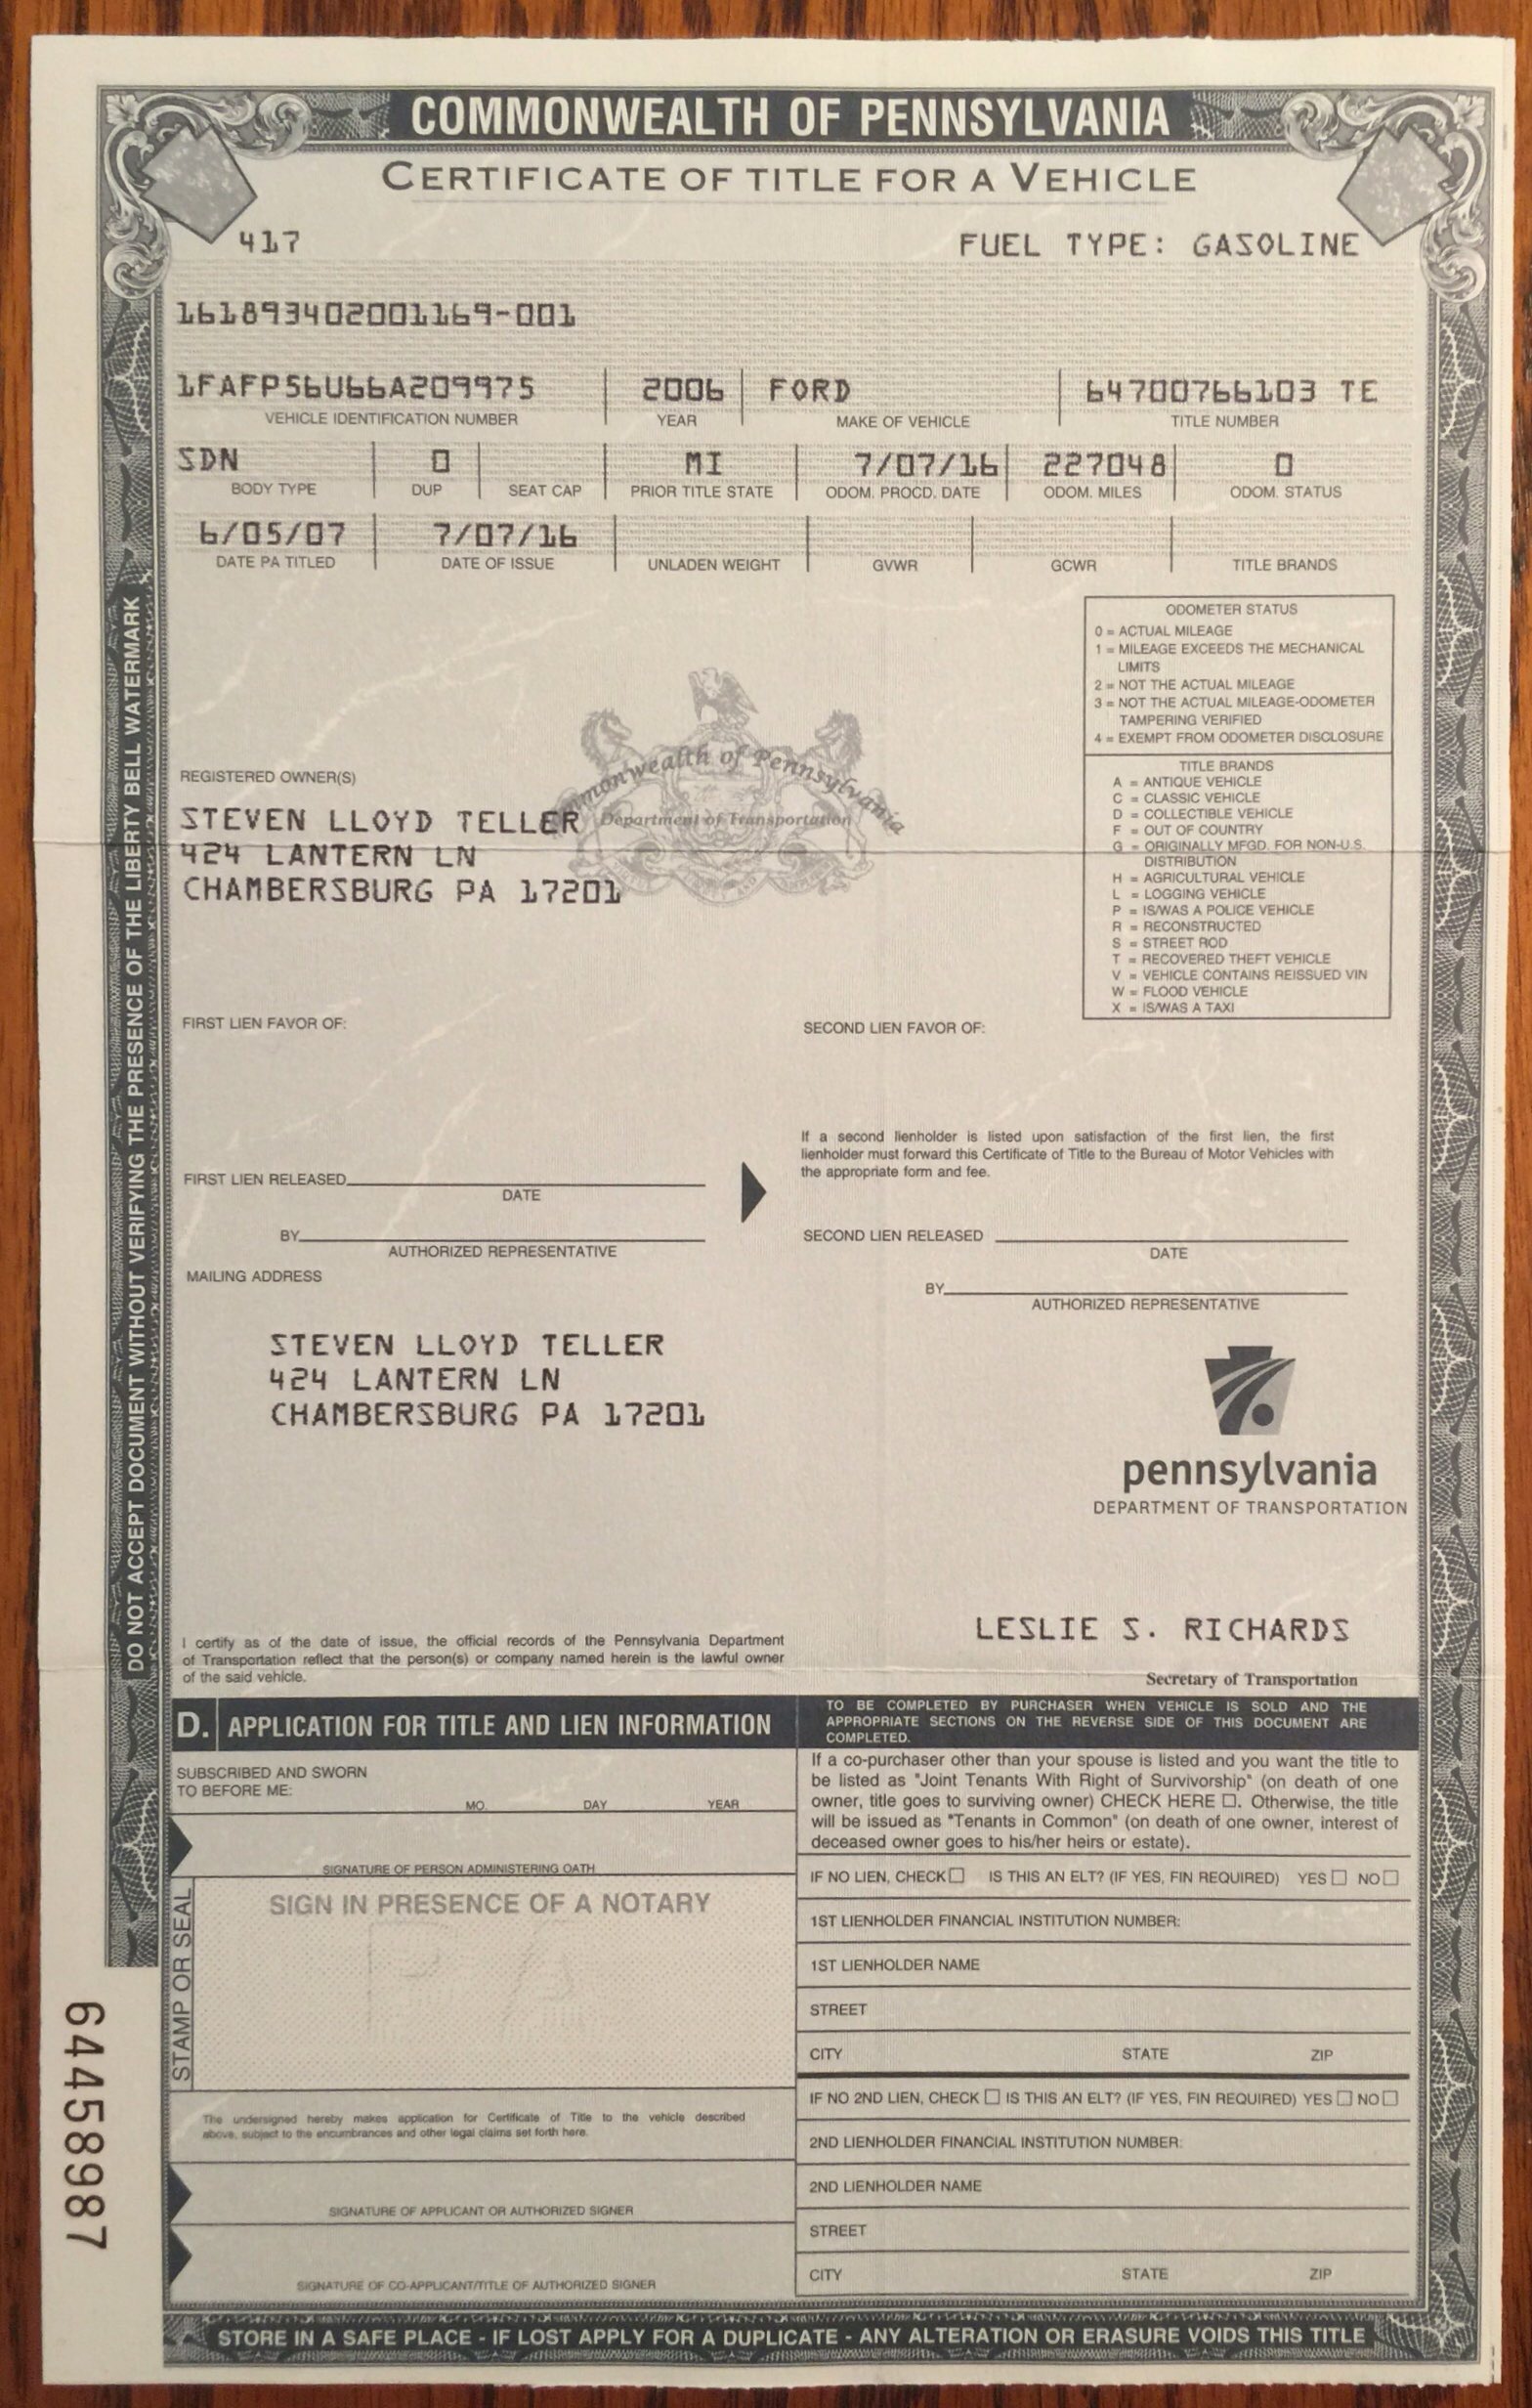 COMMONWEALTH OF PENNSYLVANIA
CERTIFICATE OF TITLE FOR A VEHICLE
417 FUEL TYPE: GASOLINE
161893402001169-001
1FAFP56U66A209975 2006 FORD 64700766103 TE
VEHICLE IDENTIFICATION NUMBER YEAR MAKE OF VEHICLE TITLE NUMBER
SDN 0 MI 7/07/16 227048 0
BODY TYPE DUP SEAT CAP PRIOR TITLE STATE ODOM. PROCD. DATE ODOM. MILES ODOM. STATUS
6/05/07 7/07/16
DATE PA TITLED DATE OF ISSUE UNLADEN WEIGHT GVWR GCWR TITLE BRANDS
ODOMETER STATUS
0 = ACTUAL MILEAGE
1 = MILEAGE EXCEEDS THE MECHANICAL
LIMITS
2 = NOT THE ACTUAL MILEAGE
3 = NOT THE ACTUAL MILEAGE-ODOMETER
TAMPERING VERIFIED
4 = EXEMPT FROM ODOMETER DISCLOSURE
TITLE BRANDS
A = ANTIQUE VEHICLE
C = CLASSIC VEHICLE
D = COLLECTIBLE VEHICLE
F = OUT OF COUNTRY
G = ORIGINALLY MFGD. FOR NON-U.S.
DISTRIBUTION
H = AGRICULTURAL VEHICLE
L = LOGGING VEHICLE
P = IS/WAS A POLICE VEHICLE
R = RECONSTRUCTED
S = STREET ROD
T = RECOVERED THEFT VEHICLE
V = VEHICLE CONTAINS REISSUED VIN
W = FLOOD VEHICLE
X = IS/WAS A TAXI
of Pennsylvania
Department of Transportation
REGISTERED OWNER(S)
STEVEN LLOYD TELLER
424 LANTERN LN
CHAMBERSBURG PA 17201
FIRST LIEN FAVOR OF:
SECOND LIEN FAVOR OF:
If a second lienholder is listed upon satisfaction of the first lien, the first
lienholder must forward this Certificate of Title to the Bureau of Motor Vehicles with
the appropriate form and fee.
FIRST LIEN RELEASED
DATE
BY
AUTHORIZED REPRESENTATIVE
SECOND LIEN RELEASED
DATE
BY
AUTHORIZED REPRESENTATIVE
MAILING ADDRESS
STEVEN LLOYD TELLER
424 LANTERN LN
CHAMBERSBURG PA 17201
pennsylvania
DEPARTMENT OF TRANSPORTATION
I certify as of the date of issue, the official records of the Pennsylvania Department
of Transportation reflect that the person(s) or company named herein is the lawful owner
of the said vehicle.
LESLIE S. RICHARDS
Secretary of Transportation
D. APPLICATION FOR TITLE AND LIEN INFORMATION
TO BE COMPLETED BY PURCHASER WHEN VEHICLE IS SOLD AND THE
APPROPRIATE SECTIONS ON THE REVERSE SIDE OF THIS DOCUMENT ARE
COMPLETED.
SUBSCRIBED AND SWORN
TO BEFORE ME:
MO. DAY YEAR
SIGNATURE OF PERSON ADMINISTERING OATH
STAMP OR SEAL
SIGN IN PRESENCE OF A NOTARY
The undersigned hereby makes application for Certificate of Title to the vehicle described
above, subject to the encumbrances and other legal claims set forth here.
SIGNATURE OF APPLICANT OR AUTHORIZED SIGNER
SIGNATURE OF CO-APPLICANT/TITLE OF AUTHORIZED SIGNER
If a co-purchaser other than your spouse is listed and you want the title to
be listed as "Joint Tenants With Right of Survivorship" (on death of one
owner, title goes to surviving owner) CHECK HERE ☐. Otherwise, the title
will be issued as "Tenants in Common" (on death of one owner, interest of
deceased owner goes to his/her heirs or estate).
IF NO LIEN, CHECK ☐ IS THIS AN ELT? (IF YES, FIN REQUIRED) YES ☐ NO ☐
1ST LIENHOLDER FINANCIAL INSTITUTION NUMBER:
1ST LIENHOLDER NAME
STREET
CITY STATE ZIP
IF NO 2ND LIEN, CHECK ☐ IS THIS AN ELT? (IF YES, FIN REQUIRED) YES ☐ NO ☐
2ND LIENHOLDER FINANCIAL INSTITUTION NUMBER:
2ND LIENHOLDER NAME
STREET
CITY STATE ZIP
STORE IN A SAFE PLACE - IF LOST APPLY FOR A DUPLICATE - ANY ALTERATION OR ERASURE VOIDS THIS TITLE
DO NOT ACCEPT DOCUMENT WITHOUT VERIFYING THE PRESENCE OF THE LIBERTY BELL WATERMARK
64458987